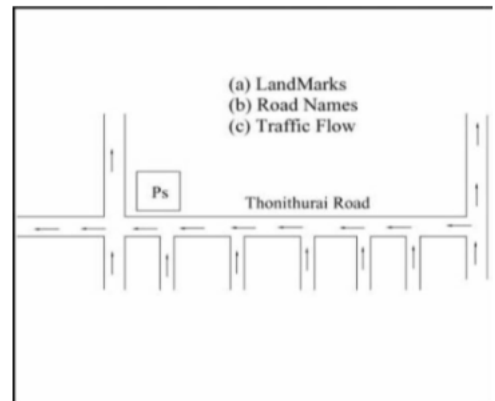 (a) LandMarks
(b) Road Names
(c) Traffic Flow
Ps
Thonithurai Road